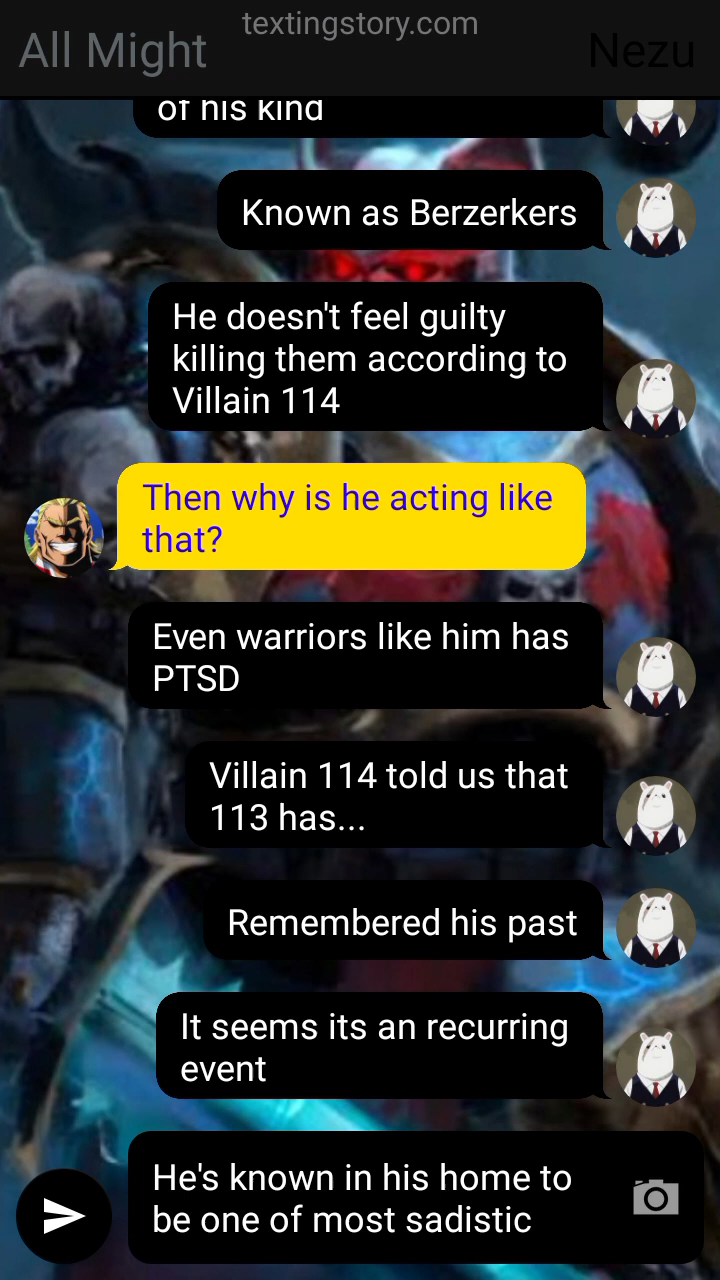 textingstory.com
All Might
Nezu
of his kind
Known as Berzerkers
He doesn't feel guilty
killing them according to
Villain 114
Then why is he acting like
that?
Even warriors like him has
PTSD
Villain 114 told us that
113 has...
Remembered his past
It seems its an recurring
event
He's known in his home to
be one of most sadistic